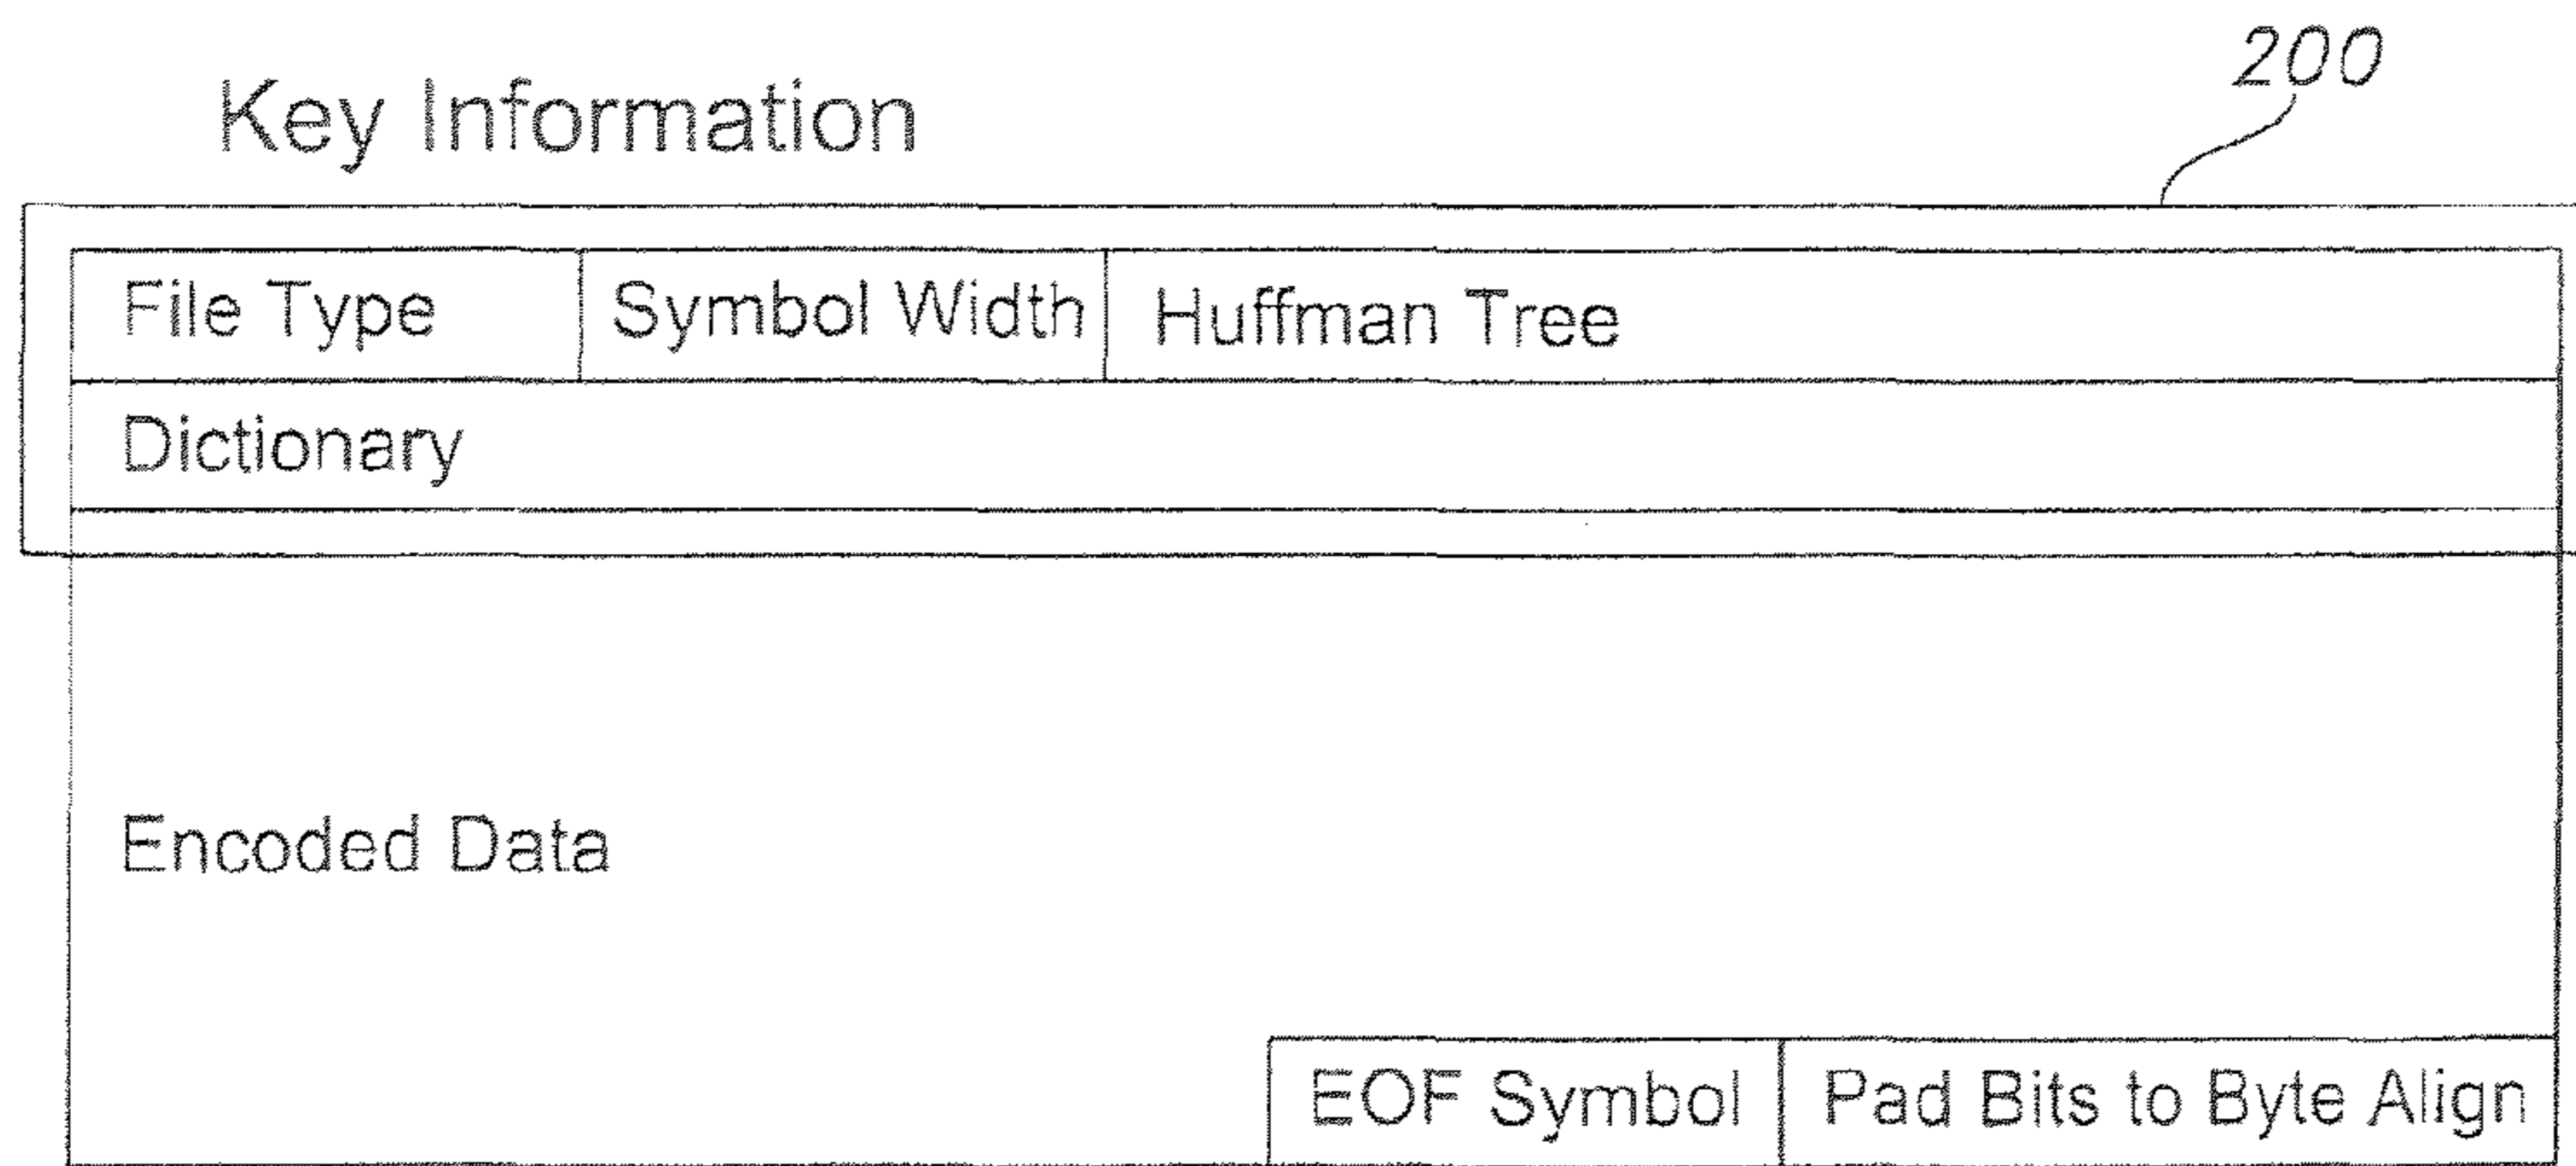 200
Key Information
File Type Symbol Width Huffman Tree
Dictionary
Encoded Data
EOF Symbol Pad Bits to Byte Align